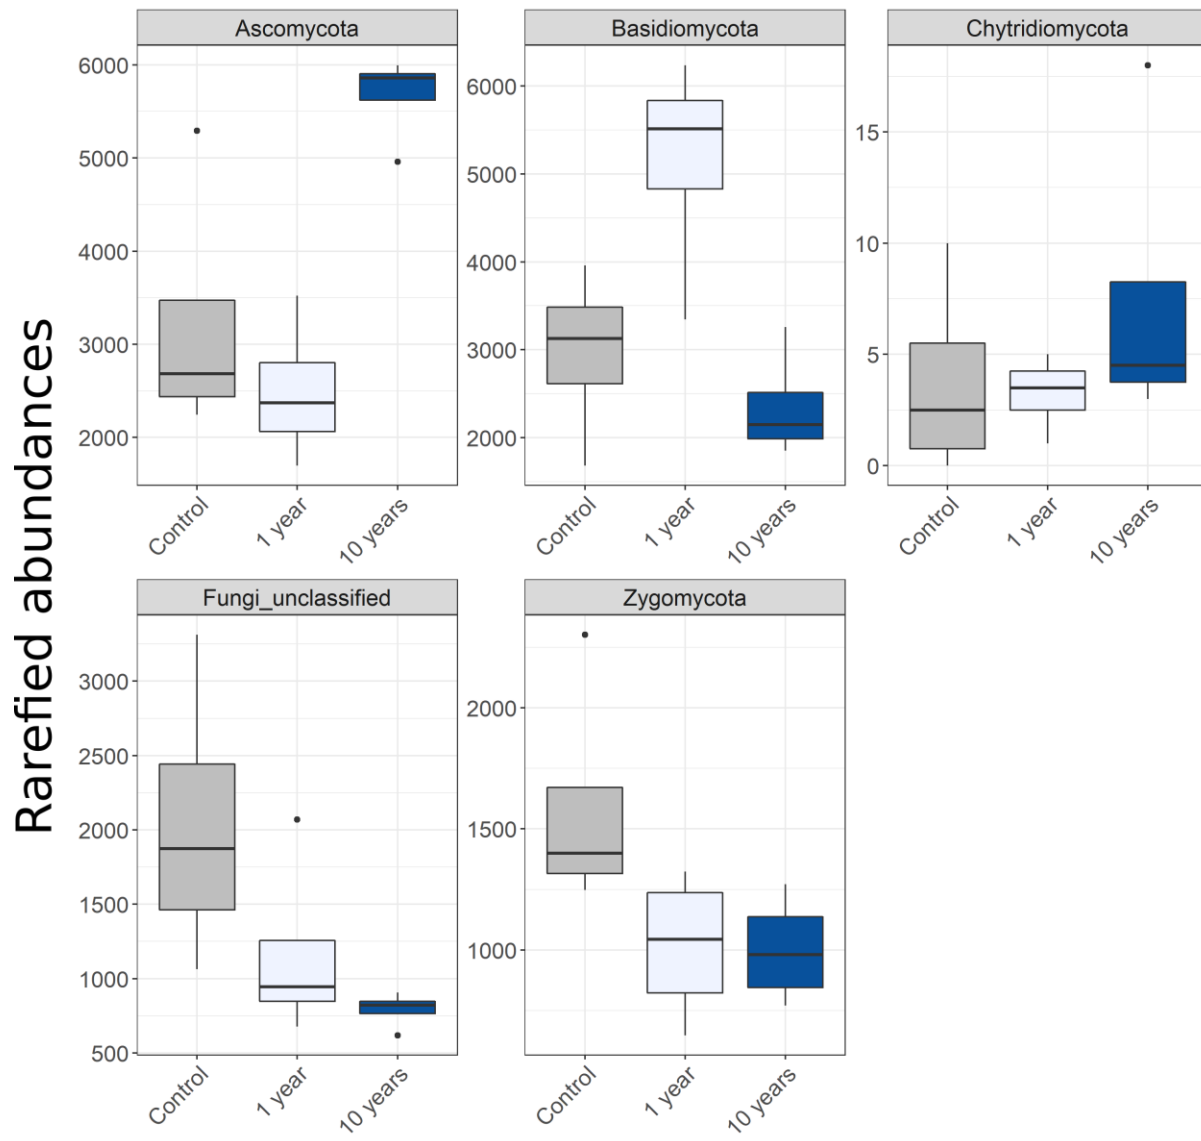 Rarefied abundances
Ascomycota
6000
5000
4000
3000
2000
Control
1 year
10 years
Basidiomycota
6000
5000
4000
3000
2000
Control
1 year
10 years
Chytridiomycota
15
10
5
0
Control
1 year
10 years
Fungi_unclassified
3000
2500
2000
1500
1000
500
Control
1 year
10 years
Zygomycota
2000
1500
1000
Control
1 year
10 years